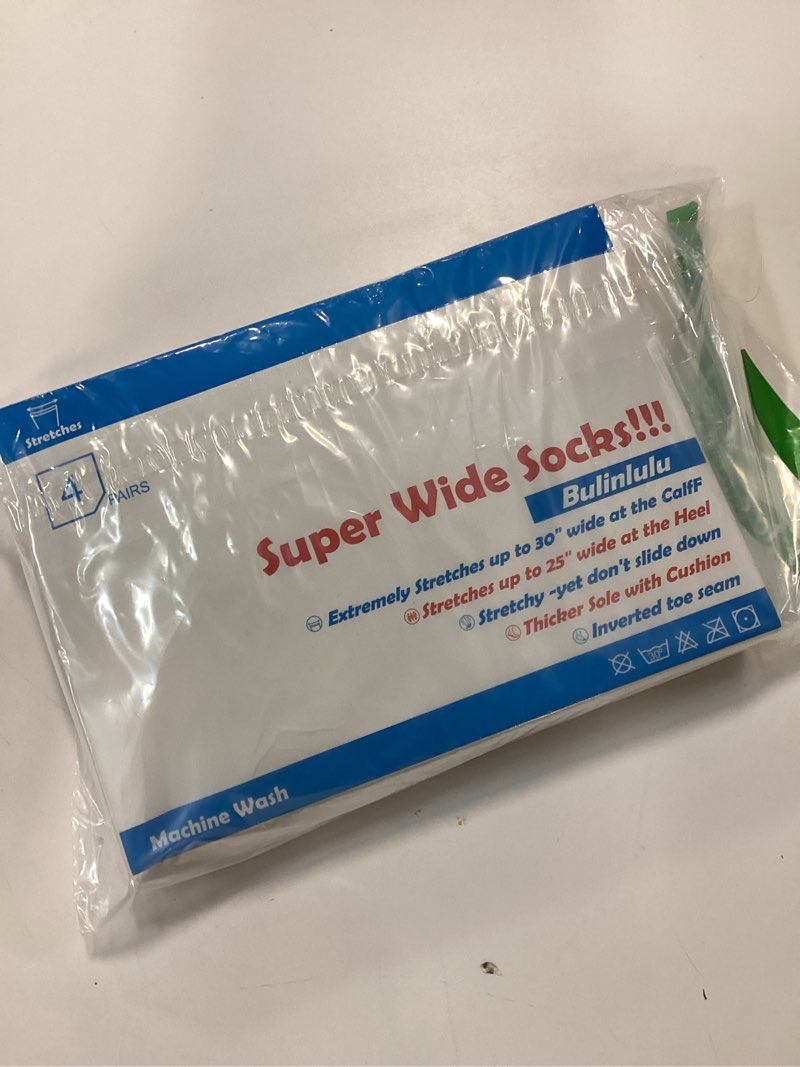 Stretches
4
PAIRS
Super Wide Socks!!!
Bulinlulu
Extremely Stretches up to 30" wide at the CalfF
Stretches up to 25" wide at the Heel
Stretchy -yet don't slide down
Thicker Sole with Cushion
Inverted toe seam
30°
Machine Wash